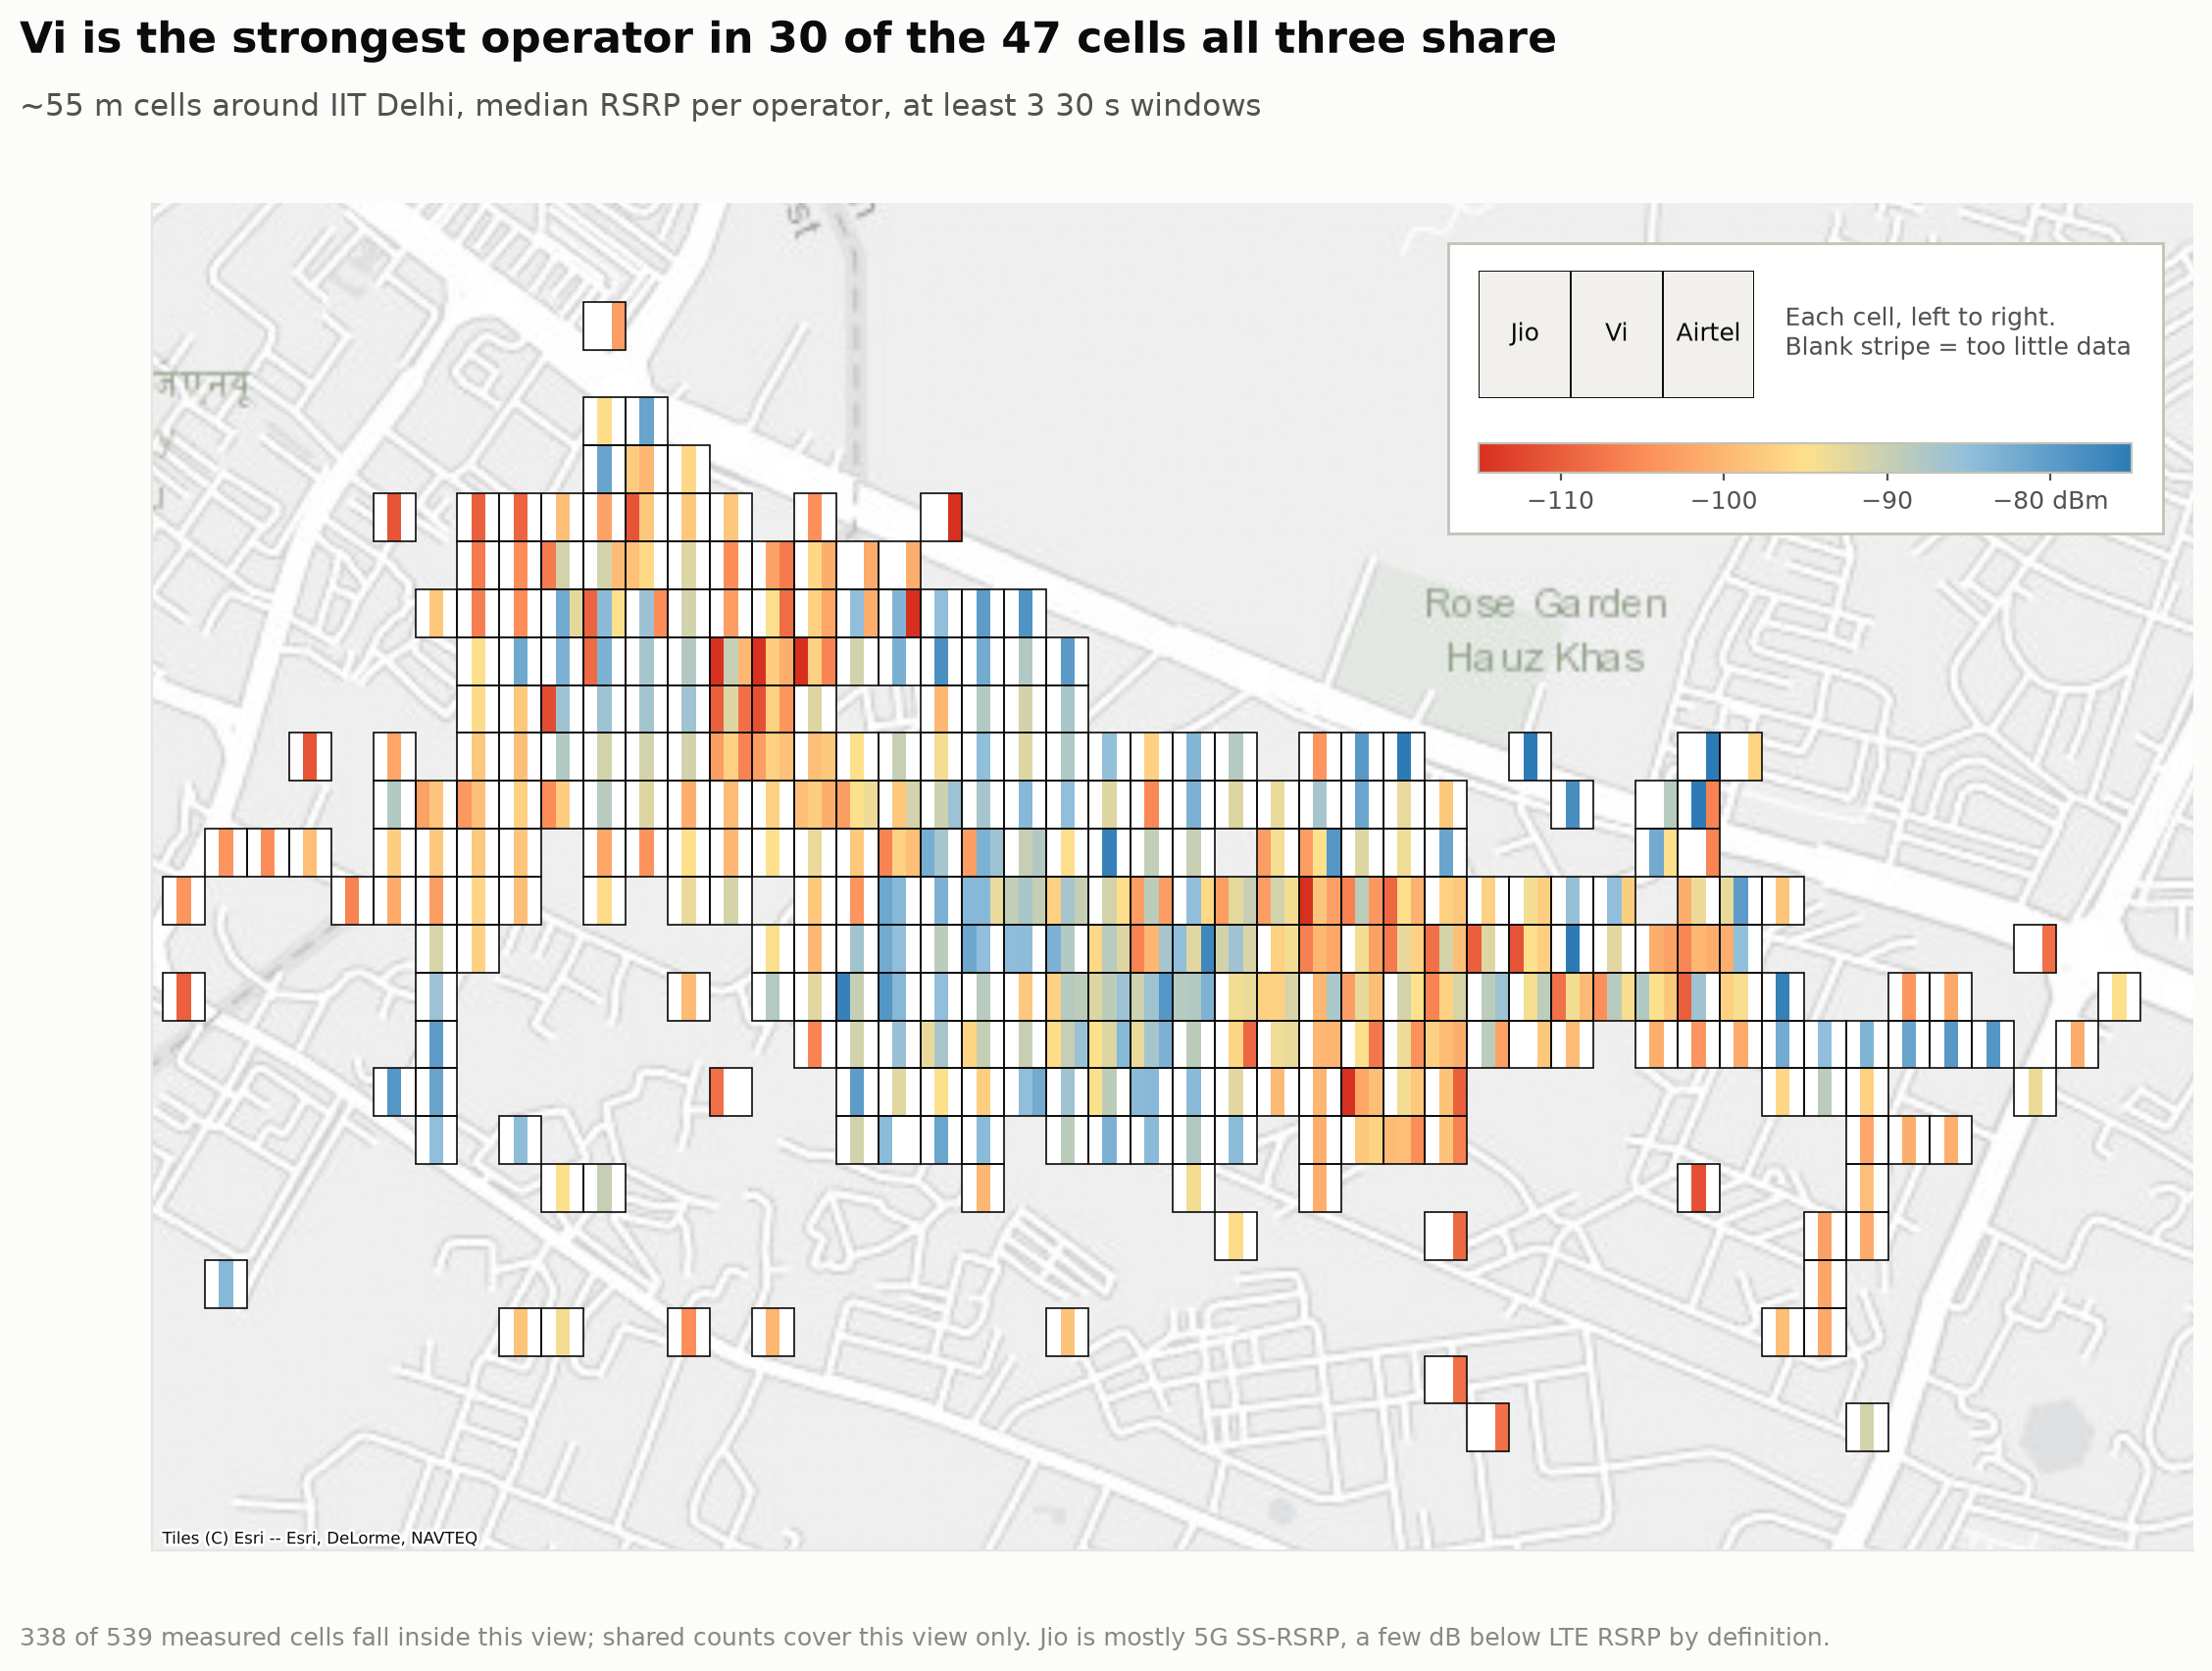 Vi is the strongest operator in 30 of the 47 cells all three share
~55 m cells around IIT Delhi, median RSRP per operator, at least 3 30 s windows
st
Jio
Vi
Airtel
Each cell, left to right.
Blank stripe = too little data
−110
−100
−90
−80 dBm
Rose Garden
Hauz Khas
Tiles (C) Esri -- Esri, DeLorme, NAVTEQ
338 of 539 measured cells fall inside this view; shared counts cover this view only. Jio is mostly 5G SS-RSRP, a few dB below LTE RSRP by definition.